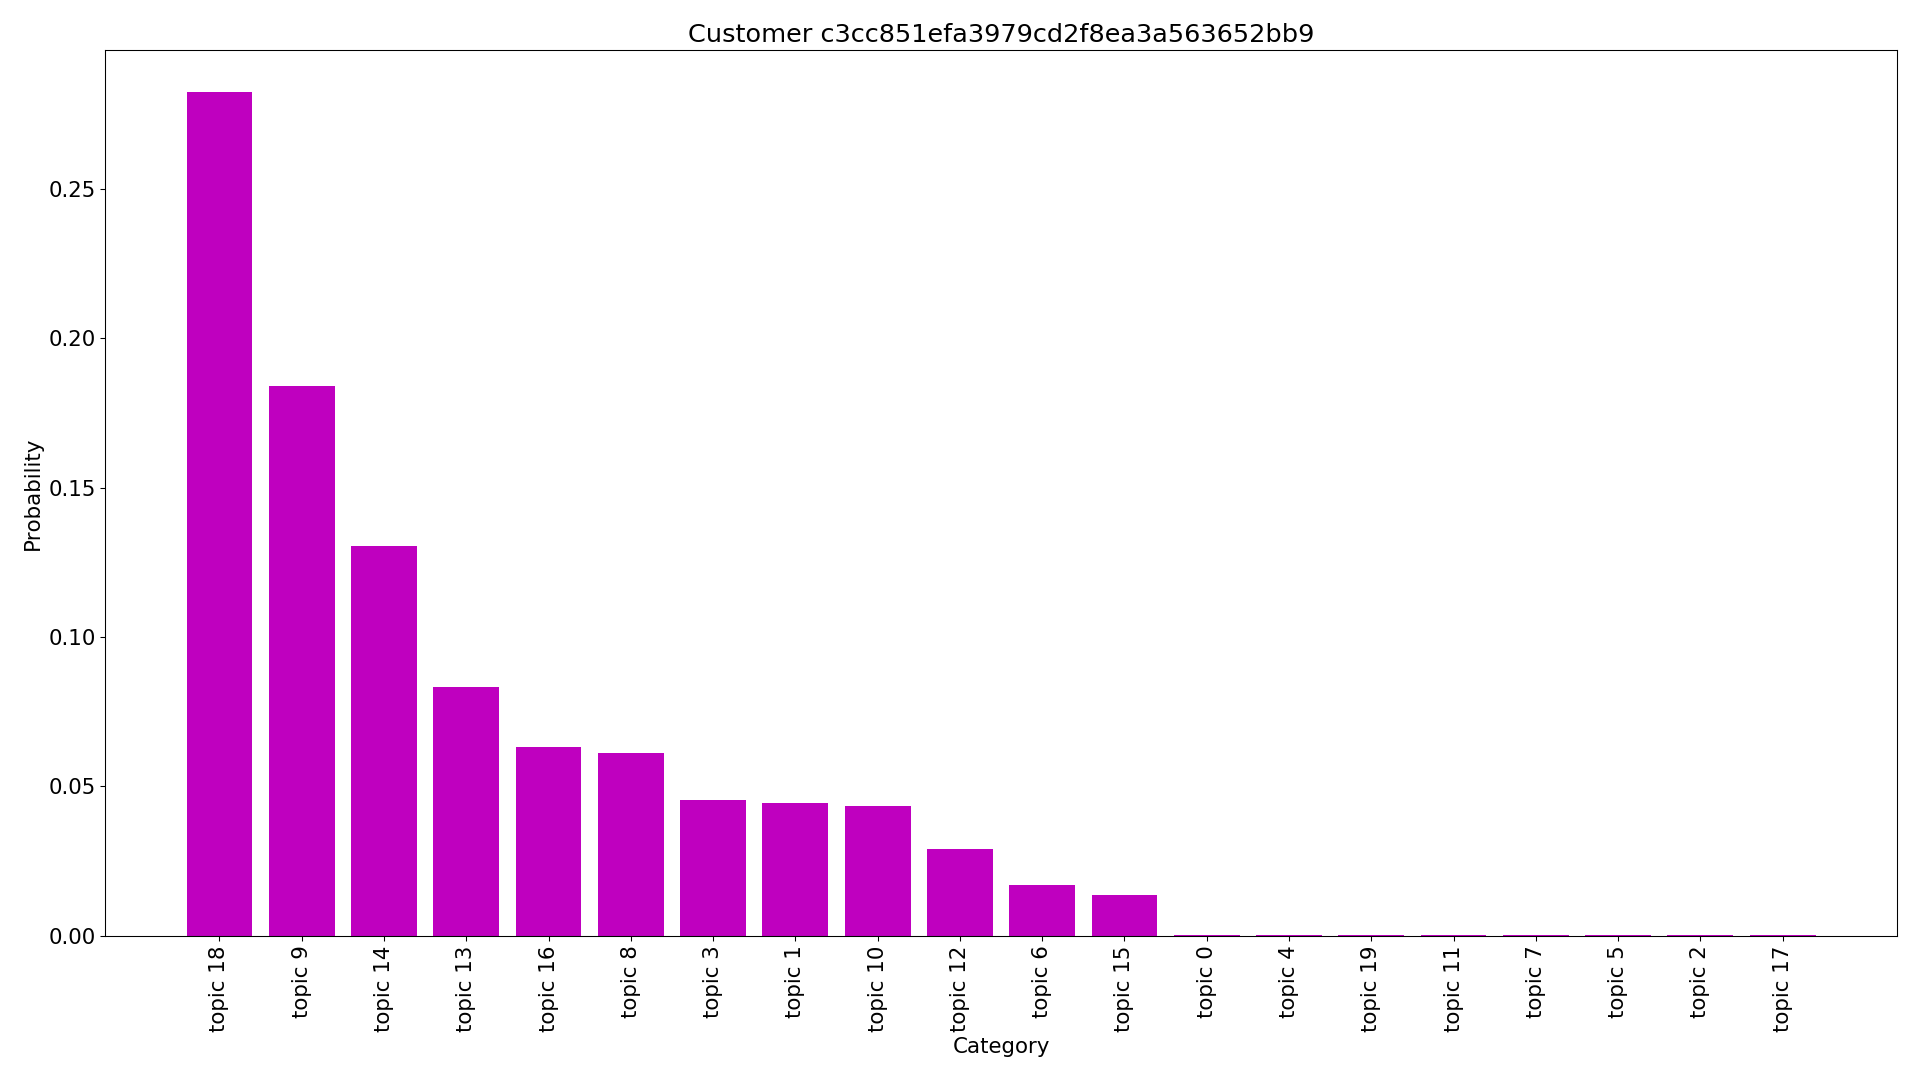 Customer c3cc851efa3979cd2f8ea3a563652bb9
Probability
0.25
0.20
0.15
0.10
0.05
0.00
topic 18
topic 9
topic 14
topic 13
topic 16
topic 8
topic 3
topic 1
topic 10
topic 12
topic 6
topic 15
topic 0
topic 4
topic 19
topic 11
topic 7
topic 5
topic 2
topic 17
Category